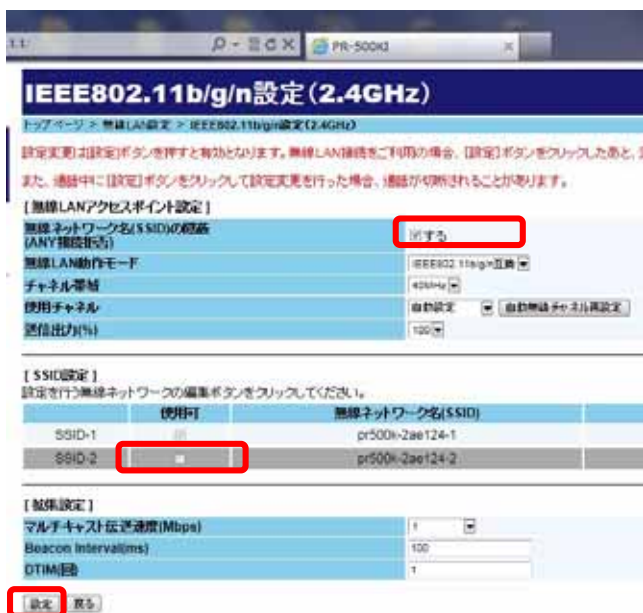 1.1/
PR-500KI
IEEE802.11b/g/n設定(2.4GHz)
トップページ > 無線LAN設定 > IEEE802.11b/g/n設定(2.4GHz)
設定変更は[設定]ボタンを押すと有効となります。無線LAN接続をご利用の場合、[設定]ボタンをクリックしたあと、
また、通話中に[設定]ボタンをクリックして設定変更を行った場合、通話が切断されることがあります。
[無線LANアクセスポイント設定]
無線ネットワーク名(SSID)の隠蔽 する
(ANY接続拒否)
無線LAN動作モード IEEE802.11b/g/n互換
チャネル帯域 40MHz
使用チャネル 自動設定 自動無線チャネル再設定
送信出力(%) 100
[SSID設定]
設定を行う無線ネットワークの編集ボタンをクリックしてください。
使用可 無線ネットワーク名(SSID)
SSID-1 pr500k-2ae124-1
SSID-2 pr500k-2ae124-2
[拡張設定]
マルチキャスト伝送速度(Mbps) 1
Beacon Interval(ms) 100
DTIM(回) 1
設定 戻る